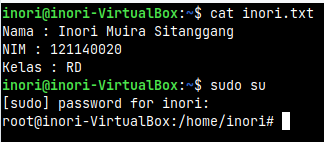 inori@inori-VirtualBox:~$ cat inori.txt
Nama : Inori Muira Sitanggang
NIM : 121140020
Kelas : RD
inori@inori-VirtualBox:~$ sudo su
[sudo] password for inori:
root@inori-VirtualBox:/home/inori#